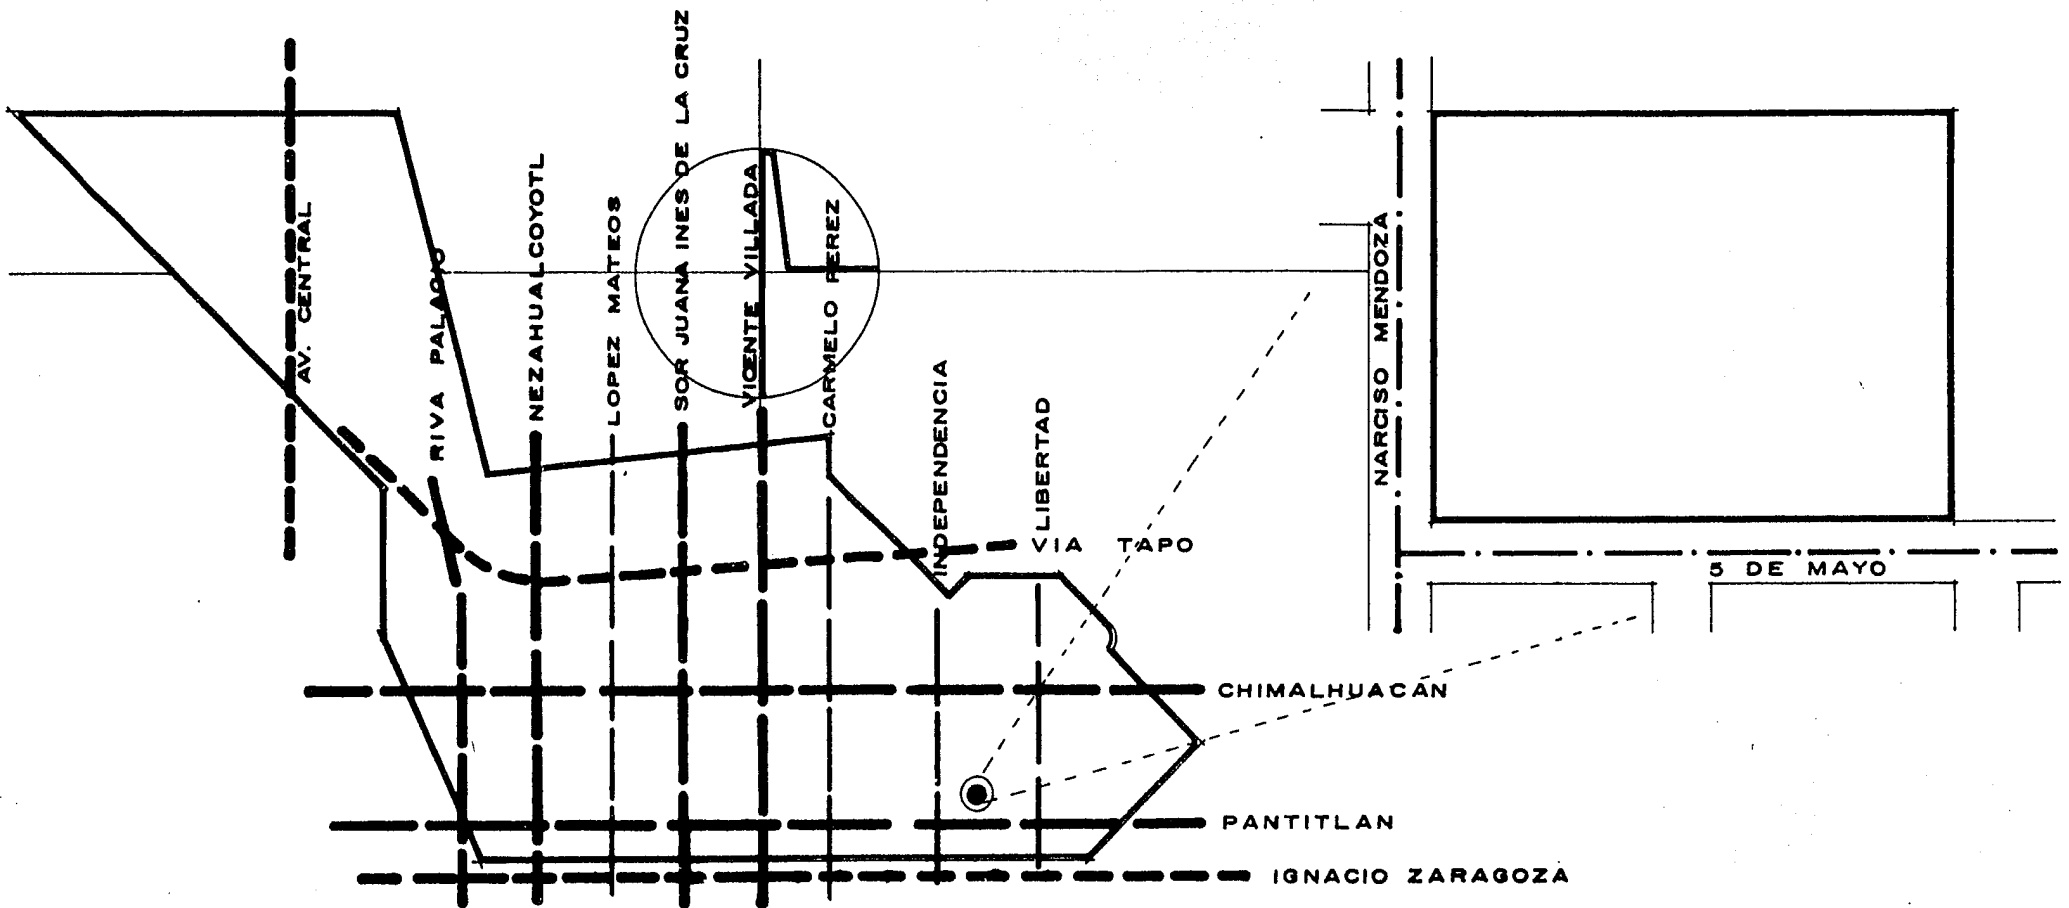 AV. CENTRAL
RIVA PALACIO
NEZAHUALCOYOTL
LOPEZ MATEOS
SOR JUANA INES DE LA CRUZ
VICENTE VILLADA
CARMELO PEREZ
INDEPENDENCIA
LIBERTAD
VIA TAPO
CHIMALHUACAN
PANTITLAN
IGNACIO ZARAGOZA
NARCISO MENDOZA
5 DE MAYO